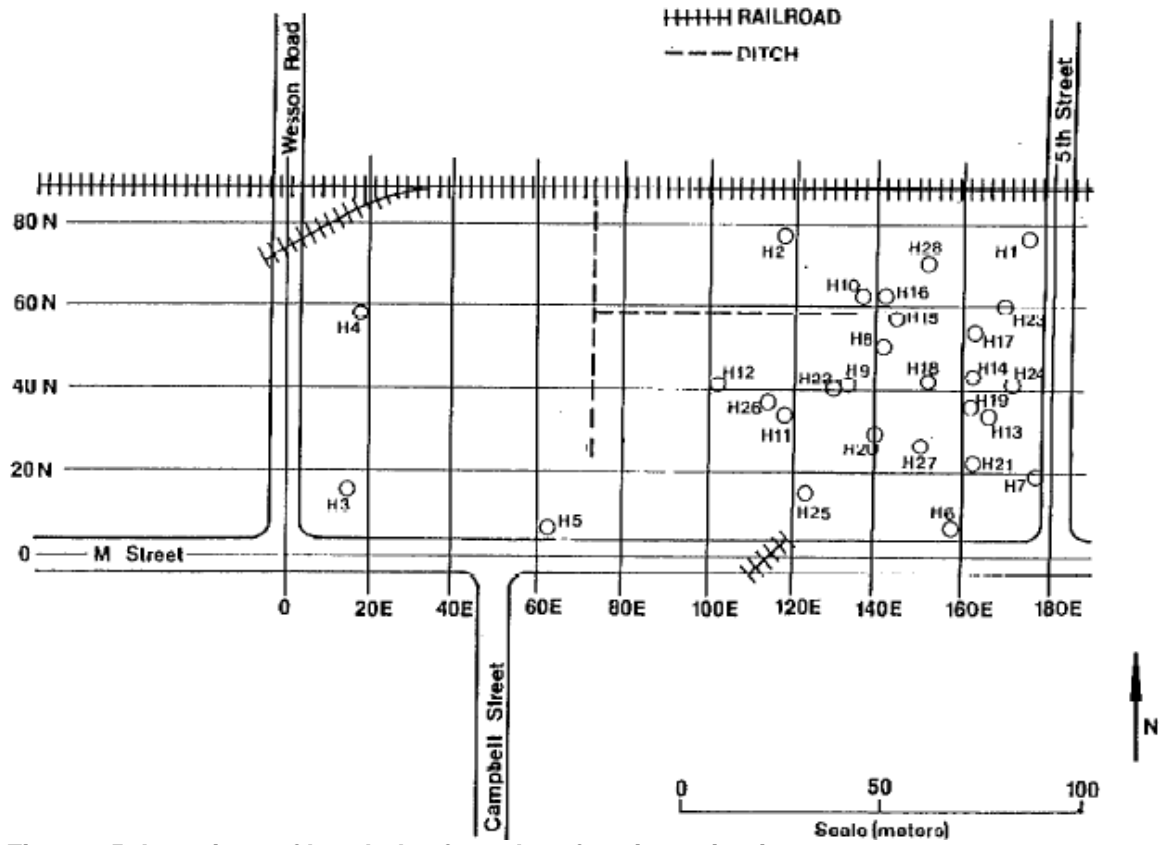 RAILROAD
DITCH
Wesson Road
5th Street
80 N
H2
H28
H1
H10
H16
60 N
H4
H15
H23
H8
H17
H12
H22
H9
H18
H14
H24
40 N
H26
H19
H11
H13
H20
H27
H21
20 N
H3
H7
H5
H25
H6
0
M Street
0
20E
40E
60E
80E
100E
120E
140E
160E
180E
Campbell Street
N
0
50
100
Scale (meters)